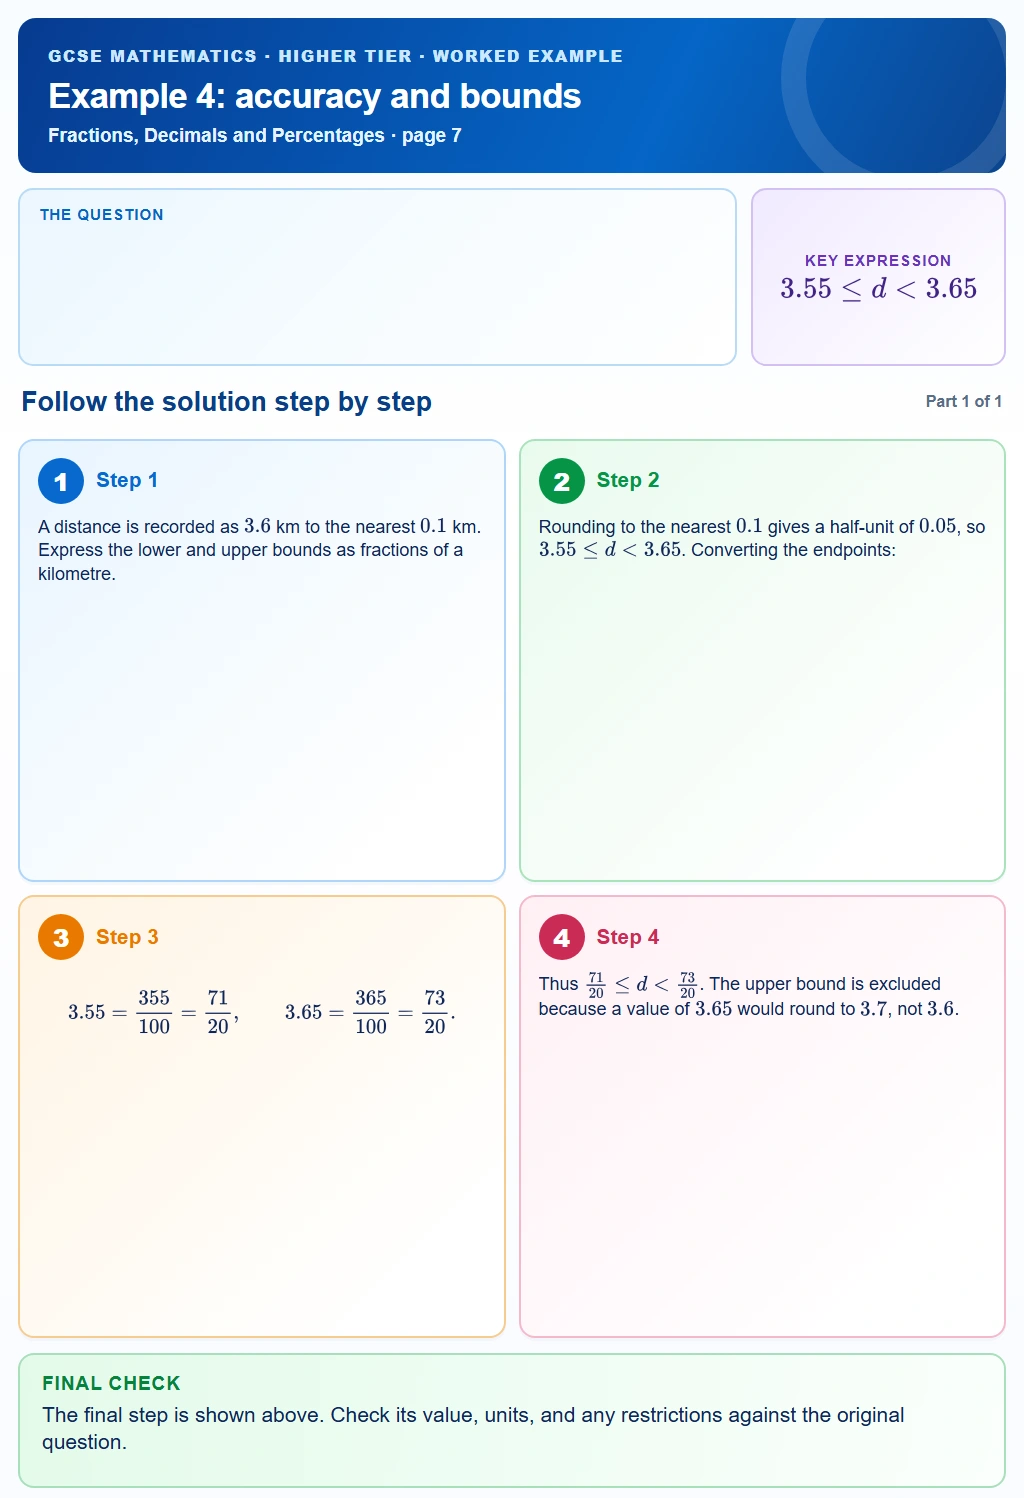 GCSE MATHEMATICS · HIGHER TIER · WORKED EXAMPLE
Example 4: accuracy and bounds
Fractions, Decimals and Percentages · page 7
THE QUESTION
KEY EXPRESSION
3.55 ≤ d < 3.65
Follow the solution step by step
Part 1 of 1
1 Step 1
A distance is recorded as 3.6 km to the nearest 0.1 km.
Express the lower and upper bounds as fractions of a
kilometre.
2 Step 2
Rounding to the nearest 0.1 gives a half-unit of 0.05, so
3.55 ≤ d < 3.65. Converting the endpoints:
3 Step 3
3.55 = 355/100 = 71/20, 3.65 = 365/100 = 73/20.
4 Step 4
Thus 71/20 ≤ d < 73/20. The upper bound is excluded
because a value of 3.65 would round to 3.7, not 3.6.
FINAL CHECK
The final step is shown above. Check its value, units, and any restrictions against the original
question.